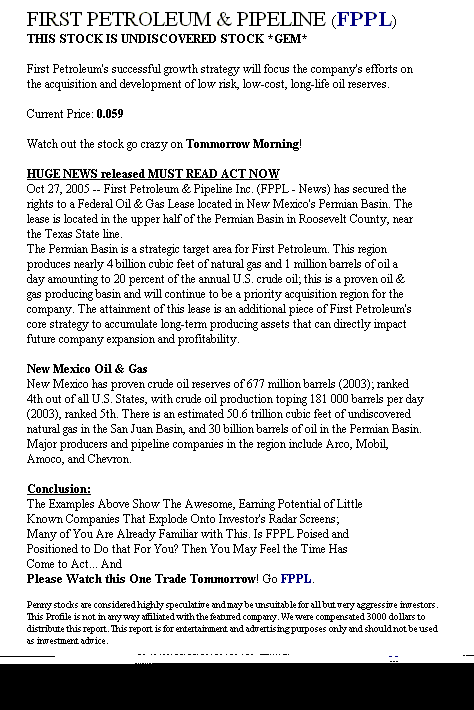 FIRST PETROLEUM & PIPELINE (FPPL)
THIS STOCK IS UNDISCOVERED STOCK *GEM*
First Petroleum's successful growth strategy will focus the company's efforts on
the acquisition and development of low risk, low-cost, long-life oil reserves.
Current Price: 0.059
Watch out the stock go crazy on Tommorrow Morning!
HUGE NEWS released MUST READ ACT NOW
Oct 27, 2005 -- First Petroleum & Pipeline Inc. (FPPL - News) has secured the
rights to a Federal Oil & Gas Lease located in New Mexico's Permian Basin. The
lease is located in the upper half of the Permian Basin in Roosevelt County, near
the Texas State line.
The Permian Basin is a strategic target area for First Petroleum. This region
produces nearly 4 billion cubic feet of natural gas and 1 million barrels of oil a
day amounting to 20 percent of the annual U.S. crude oil; this is a proven oil &
gas producing basin and will continue to be a priority acquisition region for the
company. The attainment of this lease is an additional piece of First Petroleum's
core strategy to accumulate long-term producing assets that can directly impact
future company expansion and profitability.
New Mexico Oil & Gas
New Mexico has proven crude oil reserves of 677 million barrels (2003); ranked
4th out of all U.S. States, with crude oil production toping 181 000 barrels per day
(2003), ranked 5th. There is an estimated 50.6 trillion cubic feet of undiscovered
natural gas in the San Juan Basin, and 30 billion barrels of oil in the Permian Basin.
Major producers and pipeline companies in the region include Arco, Mobil,
Amoco, and Chevron.
Conclusion:
The Examples Above Show The Awesome, Earning Potential of Little
Known Companies That Explode Onto Investor's Radar Screens;
Many of You Are Already Familiar with This. Is FPPL Poised and
Positioned to Do that For You? Then You May Feel the Time Has
Come to Act... And
Please Watch this One Trade Tommorrow! Go FPPL.
Penny stocks are considered highly speculative and may be unsuitable for all but very aggressive investors.
This Profile is not in any way affiliated with the featured company. We were compensated 3000 dollars to
distribute this report. This report is for entertainment and advertising purposes only and should not be used
as investment advice.